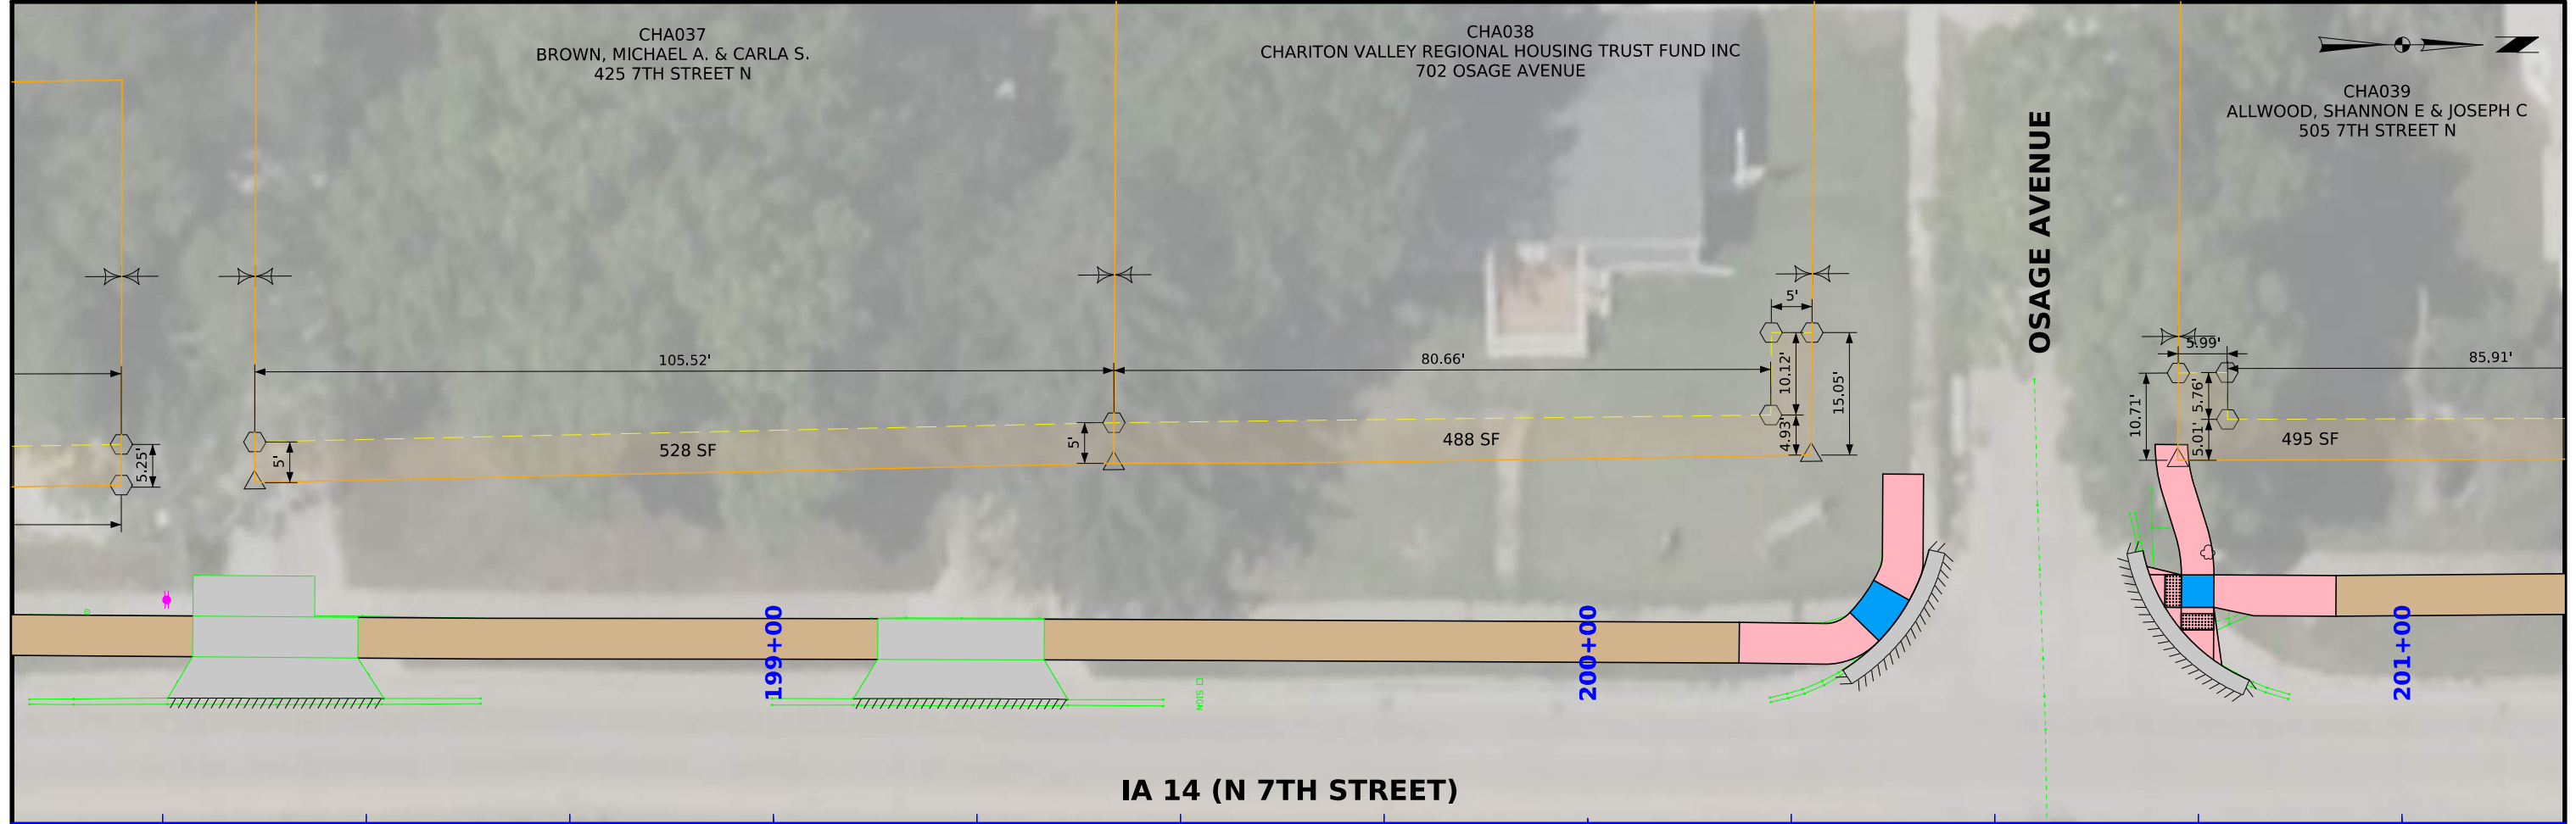 CHA037
BROWN, MICHAEL A. & CARLA S.
425 7TH STREET N
CHA038
CHARITON VALLEY REGIONAL HOUSING TRUST FUND INC
702 OSAGE AVENUE
CHA039
ALLWOOD, SHANNON E & JOSEPH C
505 7TH STREET N
OSAGE AVENUE
5'
105.52'
80.66'
10.12'
15.05'
5.99'
85.91'
10.71'
5.76'
5.25'
5'
528 SF
5'
488 SF
4.93'
5.01'
495 SF
199+00
SIGN
200+00
201+00
IA 14 (N 7TH STREET)